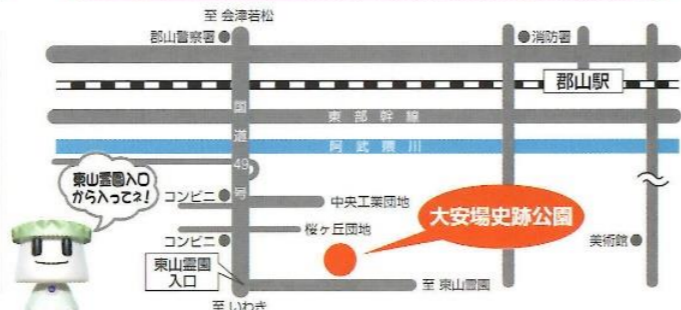 至 会津若松
郡山警察署
消防署
郡山駅
国道49号
東部幹線
阿武隈川
東山霊園入口
から入ってネ!
コンビニ
中央工業団地
桜ヶ丘団地
大安場史跡公園
コンビニ
美術館
東山霊園
入口
至 東山霊園
至 いわき